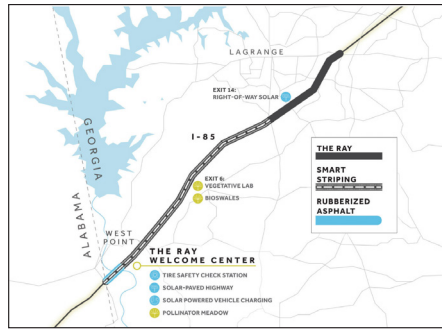 LAGRANGE
EXIT 14:
RIGHT-OF-WAY SOLAR
I-85
GEORGIA
ALABAMA
THE RAY
SMART
STRIPING
RUBBERIZED
ASPHALT
EXIT 6:
VEGETATIVE LAB
BIOSWALES
WEST
POINT
THE RAY
WELCOME CENTER
TIRE SAFETY CHECK STATION
SOLAR-PAVED HIGHWAY
SOLAR POWERED VEHICLE CHARGING
POLLINATOR MEADOW